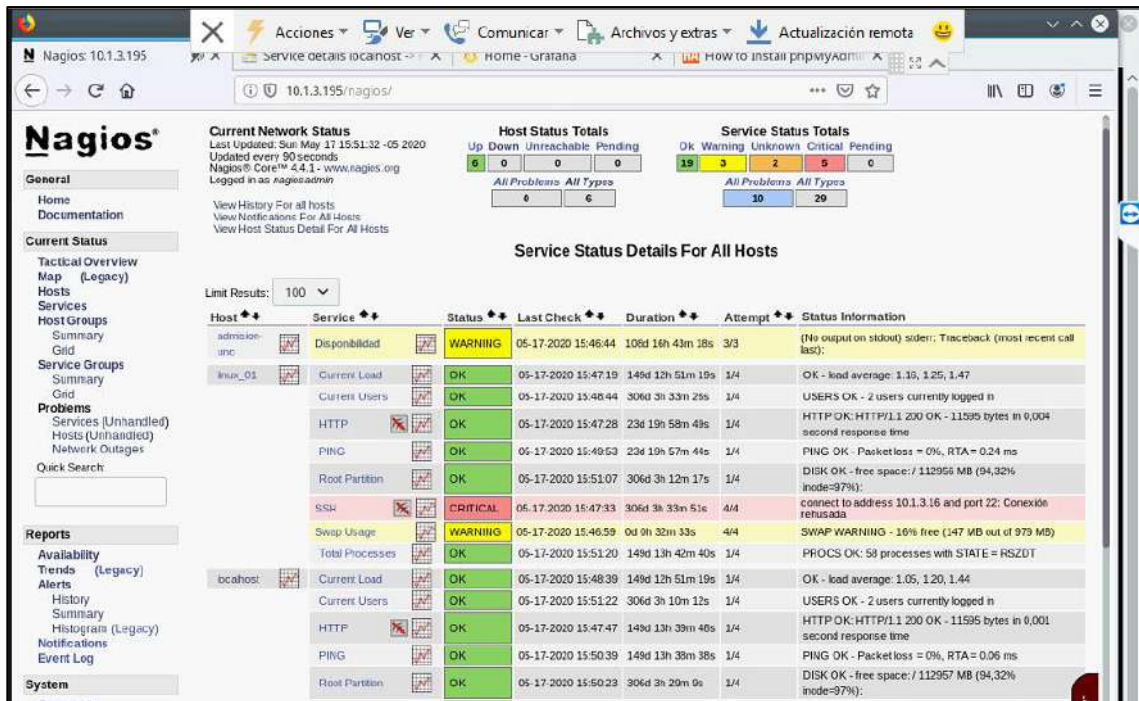 Acciones Ver Comunicar Archivos y extras Actualización remota
N Nagios: 10.1.3.195 Service details localhost -> Home - Grafana How to Install phpMyAdmi
10.1.3.195/nagios/
Nagios®
General
Home
Documentation
Current Status
Tactical Overview
Map (Legacy)
Hosts
Services
Host Groups
Summary
Grid
Service Groups
Summary
Grid
Problems
Services (Unhandled)
Hosts (Unhandled)
Network Outages
Quick Search:
Reports
Availability
Trends (Legacy)
Alerts
History
Summary
Histogram (Legacy)
Notifications
Event Log
System
Current Network Status
Last Updated: Sun May 17 15:51:32 -05 2020
Updated every 90 seconds
Nagios® Core™ 4.4.1 - www.nagios.org
Logged in as nagiosadmin
View History For all hosts
View Notifications For All Hosts
View Host Status Detail For All Hosts
Host Status Totals
Up Down Unreachable Pending
6 0 0 0
All Problems All Types
0 6
Service Status Totals
Ok Warning Unknown Critical Pending
19 3 2 5 0
All Problems All Types
10 29
Service Status Details For All Hosts
Limit Results: 100
Host Service Status Last Check Duration Attempt Status Information
admision-unc Disponibilidad WARNING 05-17-2020 15:46:44 108d 16h 43m 18s 3/3 (No output on stdout) stderr: Traceback (most recent call
last):
linux_01 Current Load OK 05-17-2020 15:47:19 149d 12h 51m 19s 1/4 OK - load average: 1.16, 1.25, 1.47
Current Users OK 05-17-2020 15:48:44 306d 3h 33m 25s 1/4 USERS OK - 2 users currently logged in
HTTP OK 05-17-2020 15:47:28 23d 19h 58m 49s 1/4 HTTP OK: HTTP/1.1 200 OK - 11595 bytes in 0,004
second response time
PING OK 05-17-2020 15:49:53 23d 19h 57m 44s 1/4 PING OK - Packet loss = 0%, RTA = 0.24 ms
Root Partition OK 05-17-2020 15:51:07 306d 3h 12m 17s 1/4 DISK OK - free space: / 112956 MB (94,32%
inode=97%):
SSH CRITICAL 05-17-2020 15:47:33 306d 3h 33m 51s 4/4 connect to address 10.1.3.16 and port 22: Conexión
rehusada
Swap Usage WARNING 05-17-2020 15:46:59 0d 0h 32m 33s 4/4 SWAP WARNING - 16% free (147 MB out of 979 MB)
Total Processes OK 05-17-2020 15:51:20 149d 13h 42m 40s 1/4 PROCS OK: 58 processes with STATE = RSZDT
localhost Current Load OK 05-17-2020 15:48:39 149d 12h 51m 19s 1/4 OK - load average: 1.05, 1.20, 1.44
Current Users OK 05-17-2020 15:51:22 306d 3h 10m 12s 1/4 USERS OK - 2 users currently logged in
HTTP OK 05-17-2020 15:47:47 149d 13h 39m 46s 1/4 HTTP OK: HTTP/1.1 200 OK - 11595 bytes in 0,001
second response time
PING OK 05-17-2020 15:50:39 149d 13h 38m 38s 1/4 PING OK - Packet loss = 0%, RTA = 0.06 ms
Root Partition OK 05-17-2020 15:50:23 306d 3h 29m 0s 1/4 DISK OK - free space: / 112957 MB (94,32%
inode=97%):